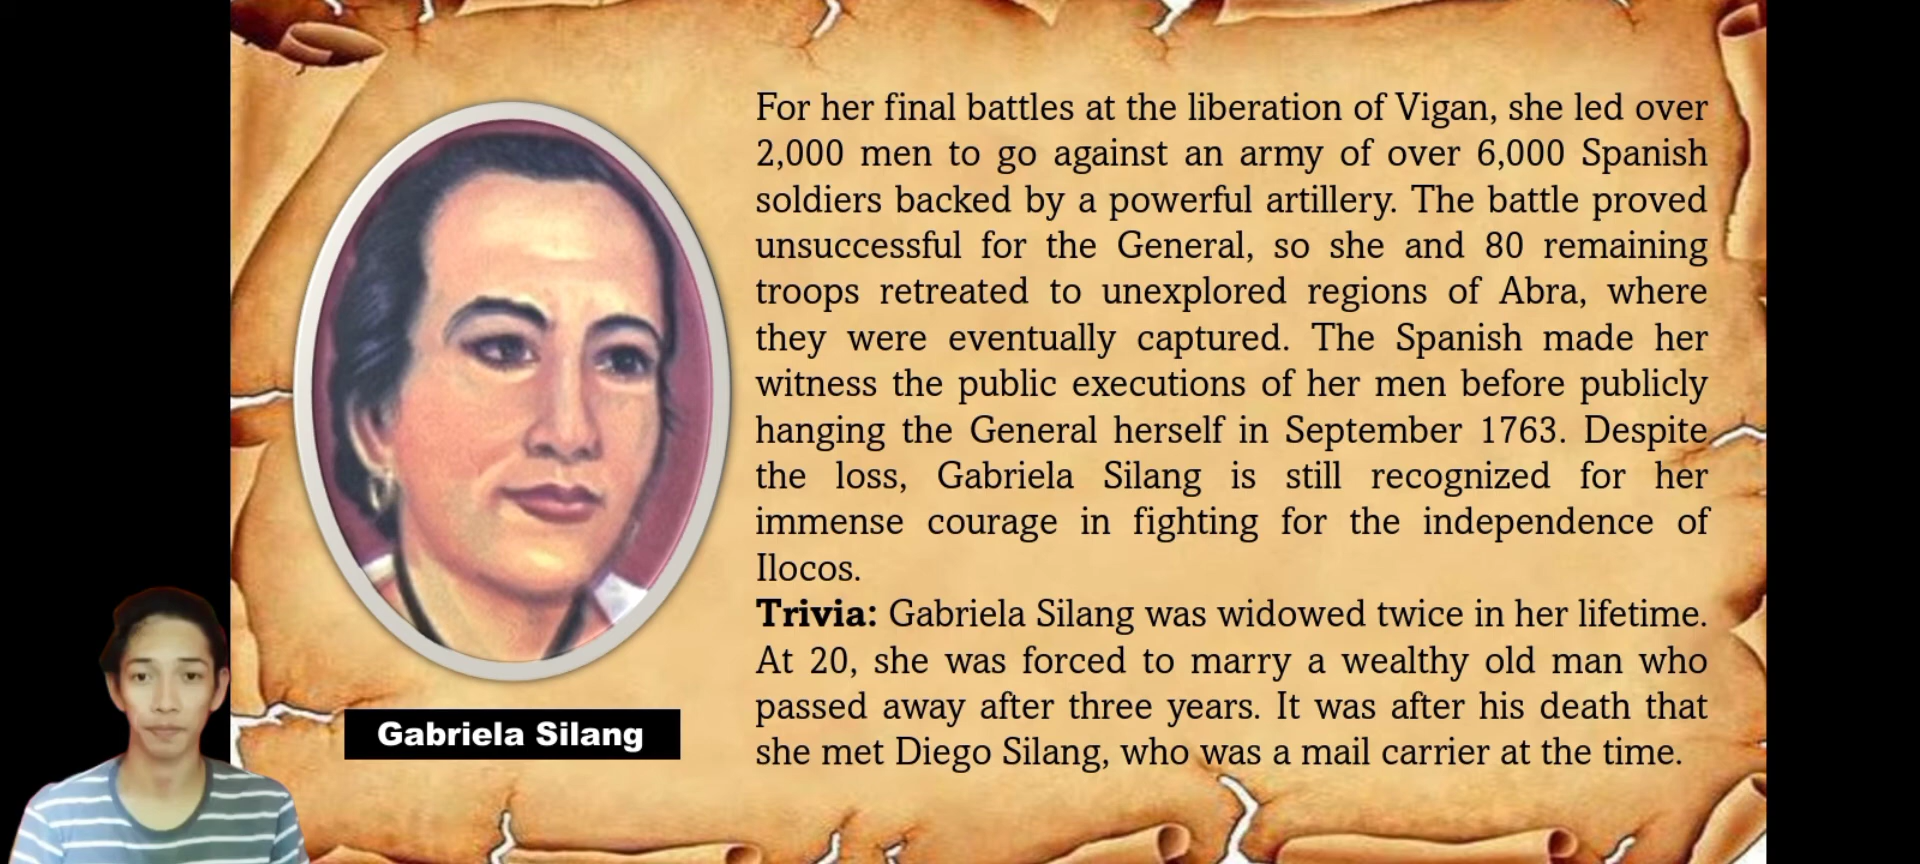 For her final battles at the liberation of Vigan, she led over
2,000 men to go against an army of over 6,000 Spanish
soldiers backed by a powerful artillery. The battle proved
unsuccessful for the General, so she and 80 remaining
troops retreated to unexplored regions of Abra, where
they were eventually captured. The Spanish made her
witness the public executions of her men before publicly
hanging the General herself in September 1763. Despite
the loss, Gabriela Silang is still recognized for her
immense courage in fighting for the independence of
Ilocos.
Trivia: Gabriela Silang was widowed twice in her lifetime.
At 20, she was forced to marry a wealthy old man who
passed away after three years. It was after his death that
she met Diego Silang, who was a mail carrier at the time.
Gabriela Silang